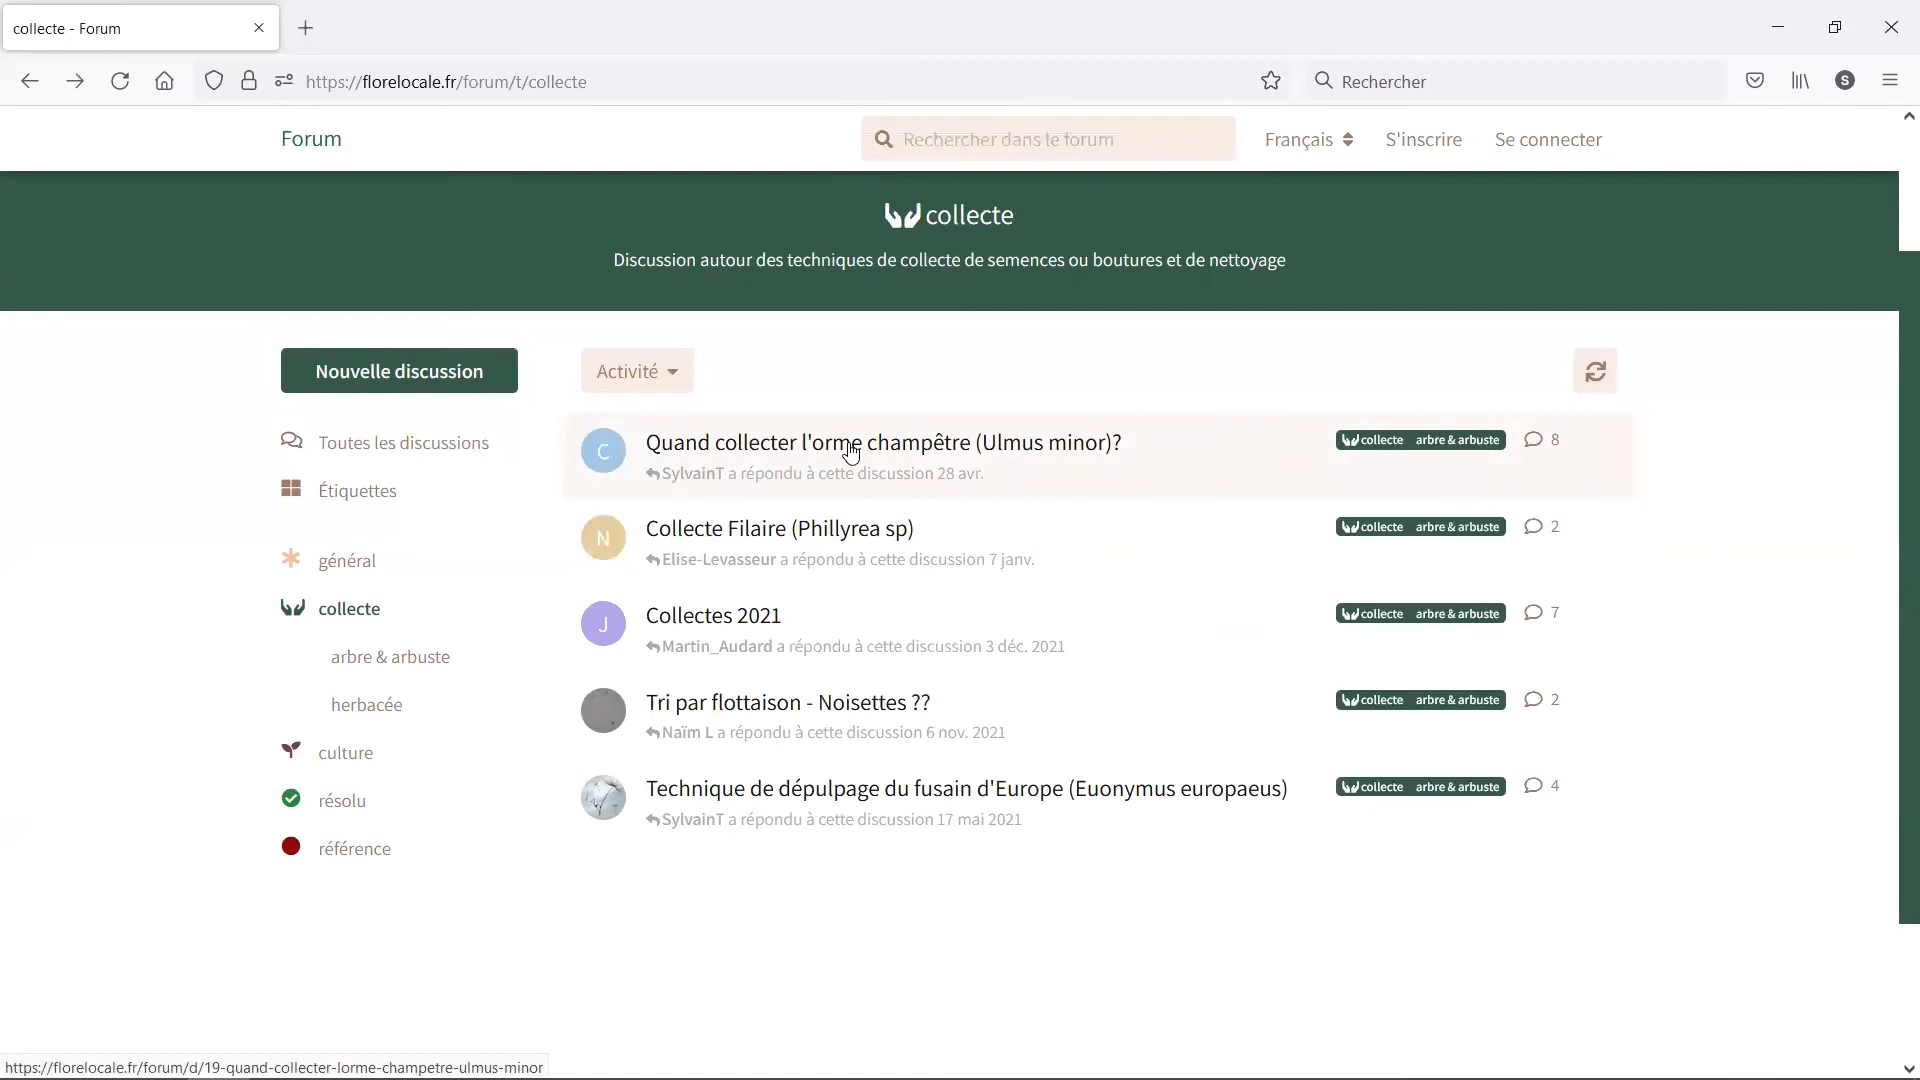 collecte - Forum
https://florelocale.fr/forum/t/collecte
Rechercher
S
Forum
Rechercher dans le forum
Français
S'inscrire
Se connecter
collecte
Discussion autour des techniques de collecte de semences ou boutures et de nettoyage
Nouvelle discussion
Toutes les discussions
Étiquettes
général
collecte
arbre & arbuste
herbacée
culture
résolu
référence
Activité
C
Quand collecter l'orme champêtre (Ulmus minor)?
collecte arbre & arbuste 8
SylvainT a répondu à cette discussion 28 avr.
N
Collecte Filaire (Phillyrea sp)
collecte arbre & arbuste 2
Elise-Levasseur a répondu à cette discussion 7 janv.
J
Collectes 2021
collecte arbre & arbuste 7
Martin_Audard a répondu à cette discussion 3 déc. 2021
Tri par flottaison - Noisettes ??
collecte arbre & arbuste 2
Naïm L a répondu à cette discussion 6 nov. 2021
Technique de dépulpage du fusain d'Europe (Euonymus europaeus)
collecte arbre & arbuste 4
SylvainT a répondu à cette discussion 17 mai 2021
https://florelocale.fr/forum/d/19-quand-collecter-lorme-champetre-ulmus-minor